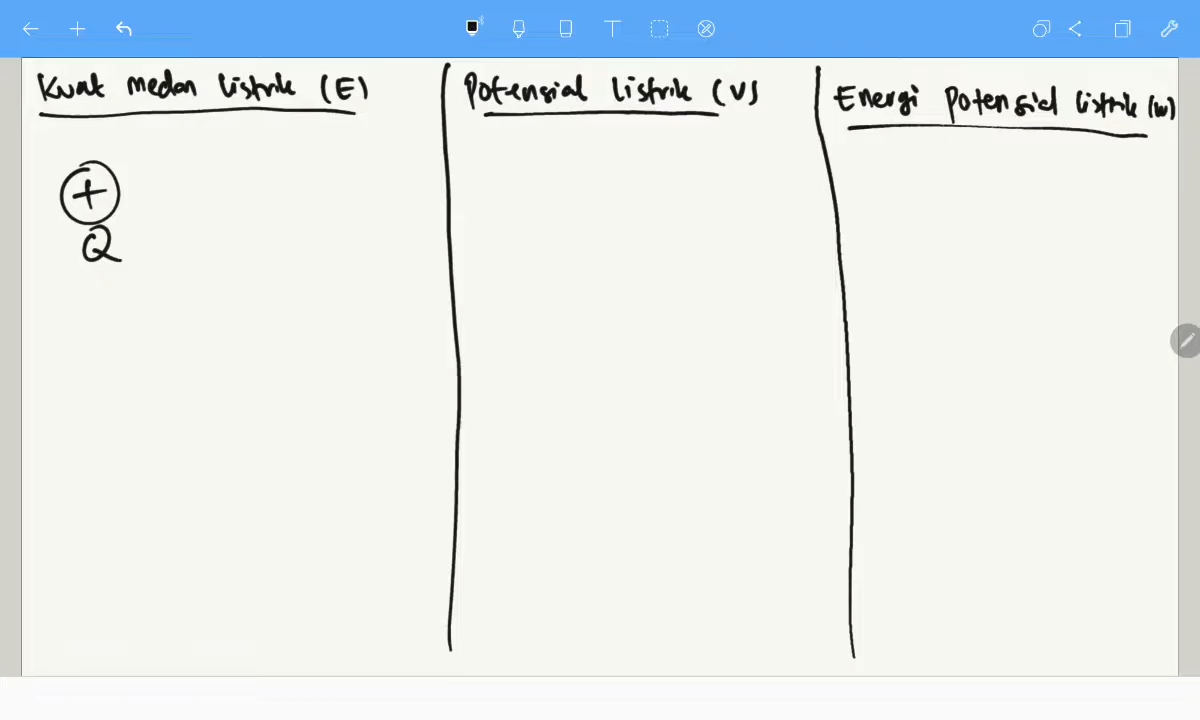 Kuat medan listrik (E)
Potensial listrik (V)
Energi potensial listrik (W)
+
Q